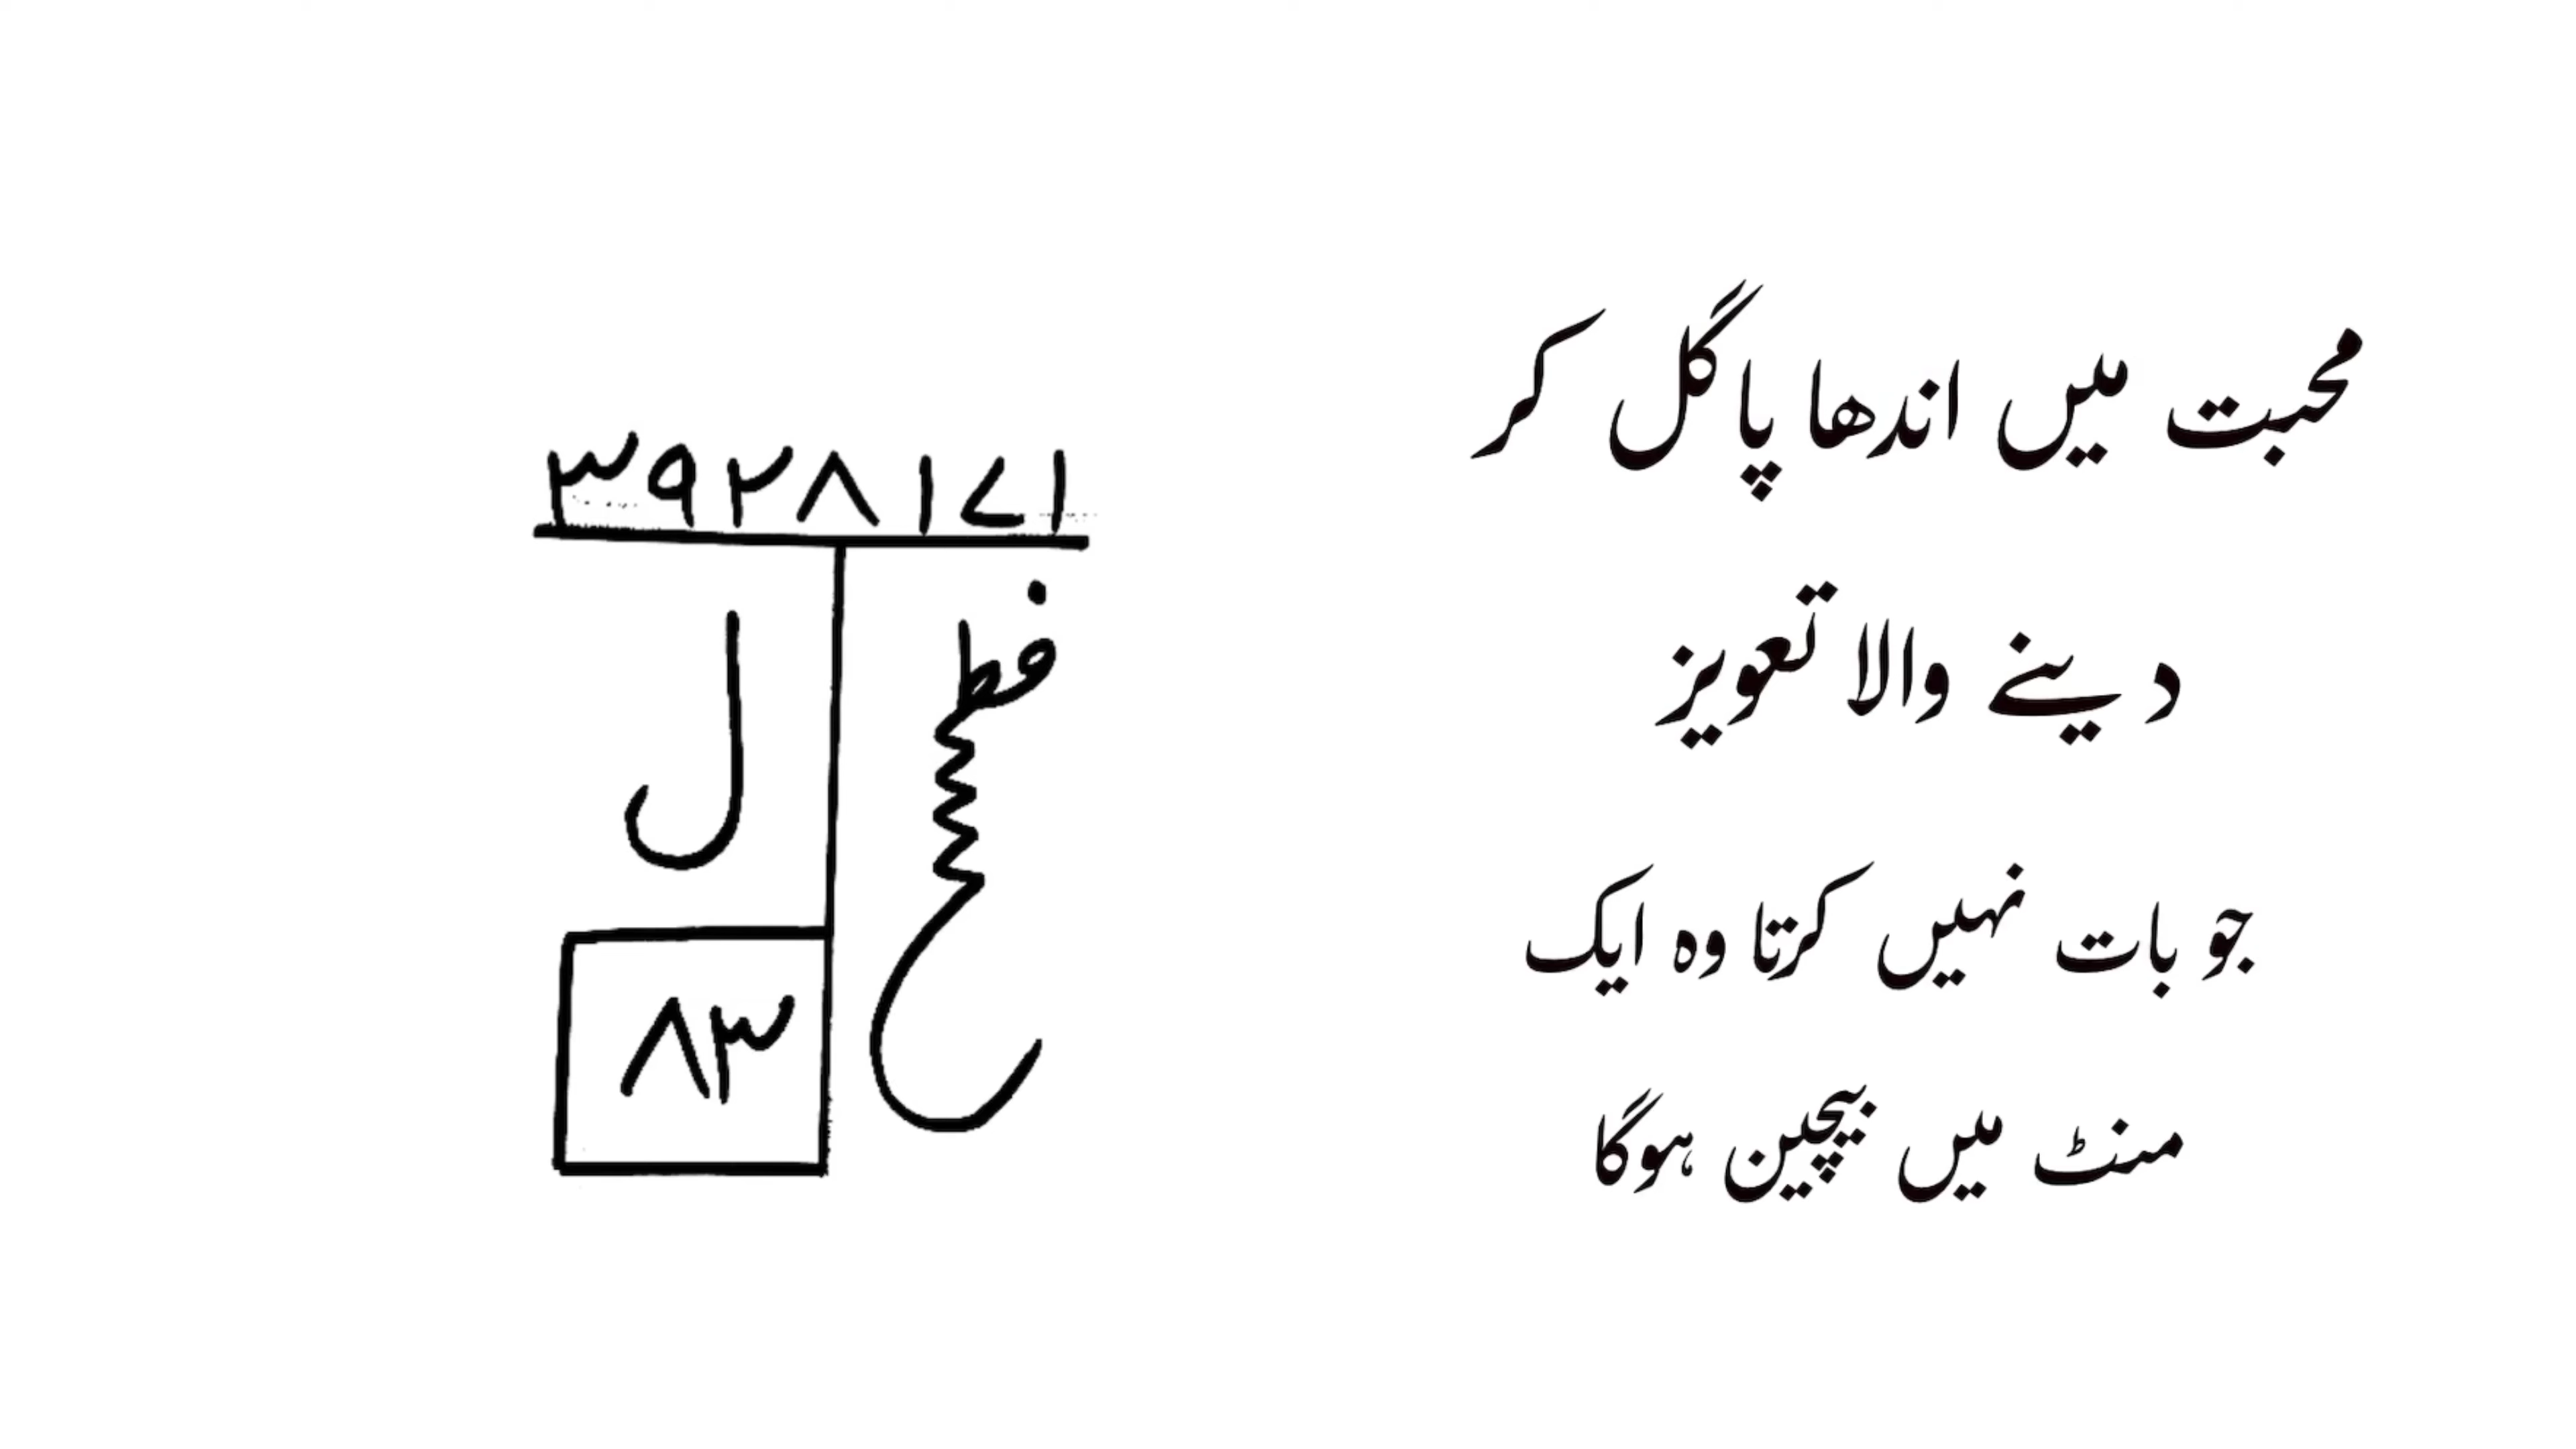 محبت میں اندھا پاگل کر
دینے والا تعویز
جو بات نہیں کرتا وہ ایک
منٹ میں بیچین ہوگا
۳۹۲۸۱۷۱
ل
۸۳